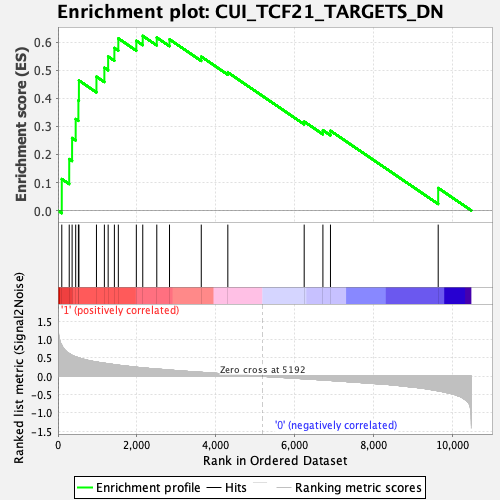 Enrichment plot: CUI_TCF21_TARGETS_DN
Enrichment score (ES)
0.6
0.5
0.4
0.3
0.2
0.1
0.0
'1' (positively correlated)
Ranked list metric (Signal2Noise)
1.5
1.0
0.5
0.0
-0.5
-1.0
-1.5
Zero cross at 5192
'0' (negatively correlated)
0 2,000 4,000 6,000 8,000 10,000
Rank in Ordered Dataset
Enrichment profile Hits Ranking metric scores